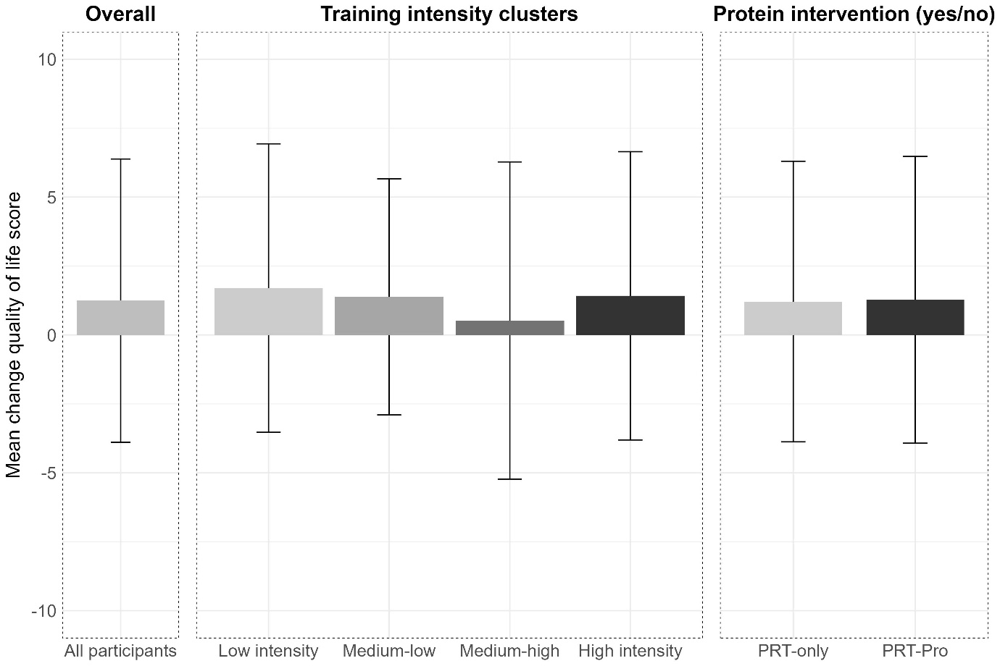 Overall
Training intensity clusters
Protein intervention (yes/no)
Mean change quality of life score
10
5
0
-5
-10
All participants
Low intensity
Medium-low
Medium-high
High intensity
PRT-only
PRT-Pro